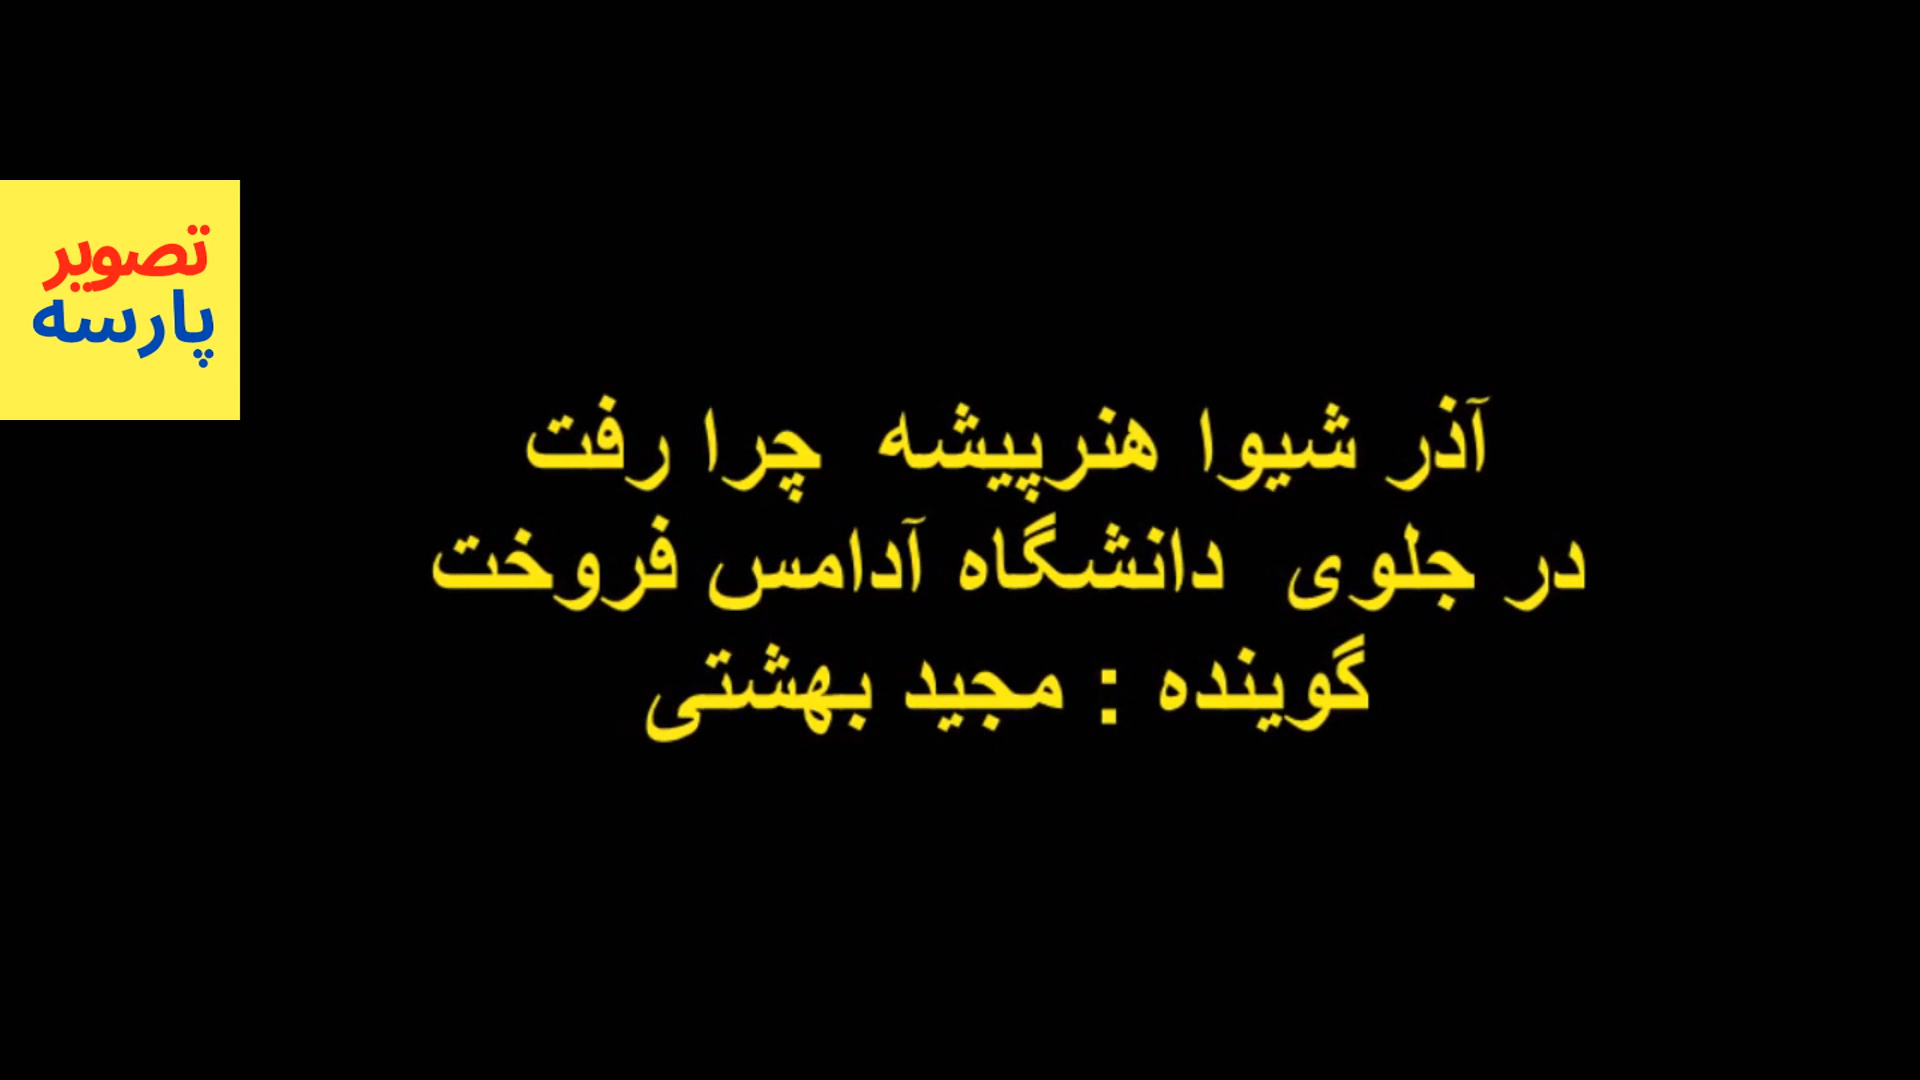 تصویر
پارسه
آذر شیوا هنرپیشه چرا رفت
در جلوی دانشگاه آدامس فروخت
گوینده : مجید بهشتی